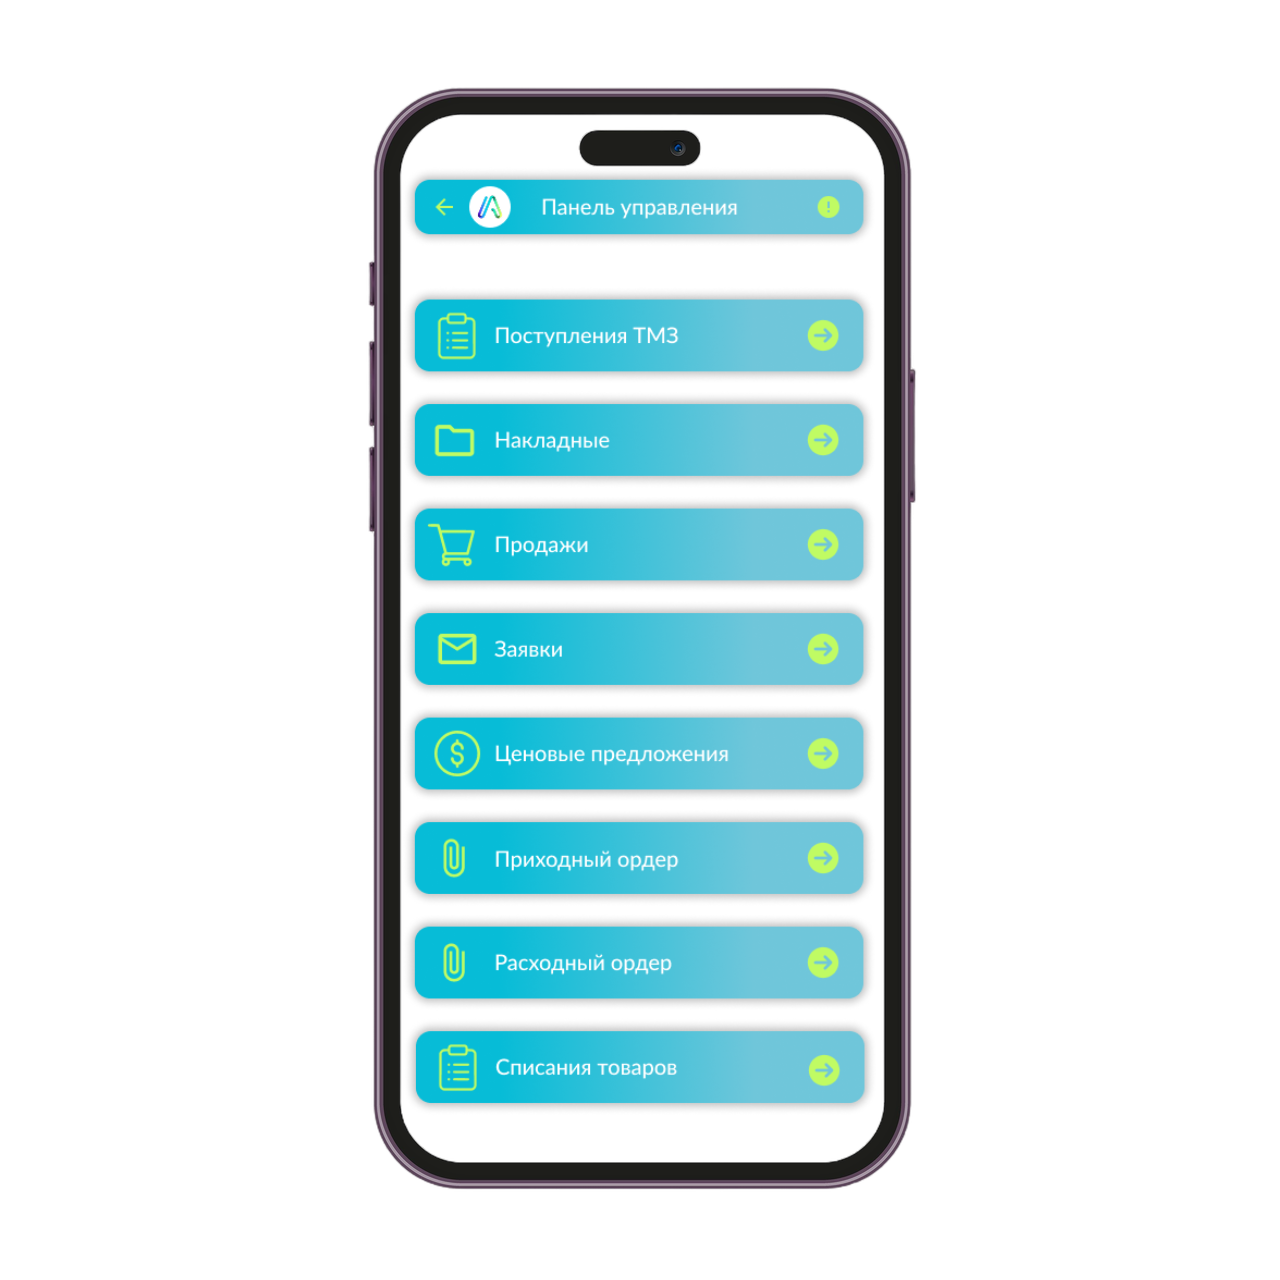 Панель управления
Поступления ТМЗ
Накладные
Продажи
Заявки
Ценовые предложения
Приходный ордер
Расходный ордер
Списания товаров